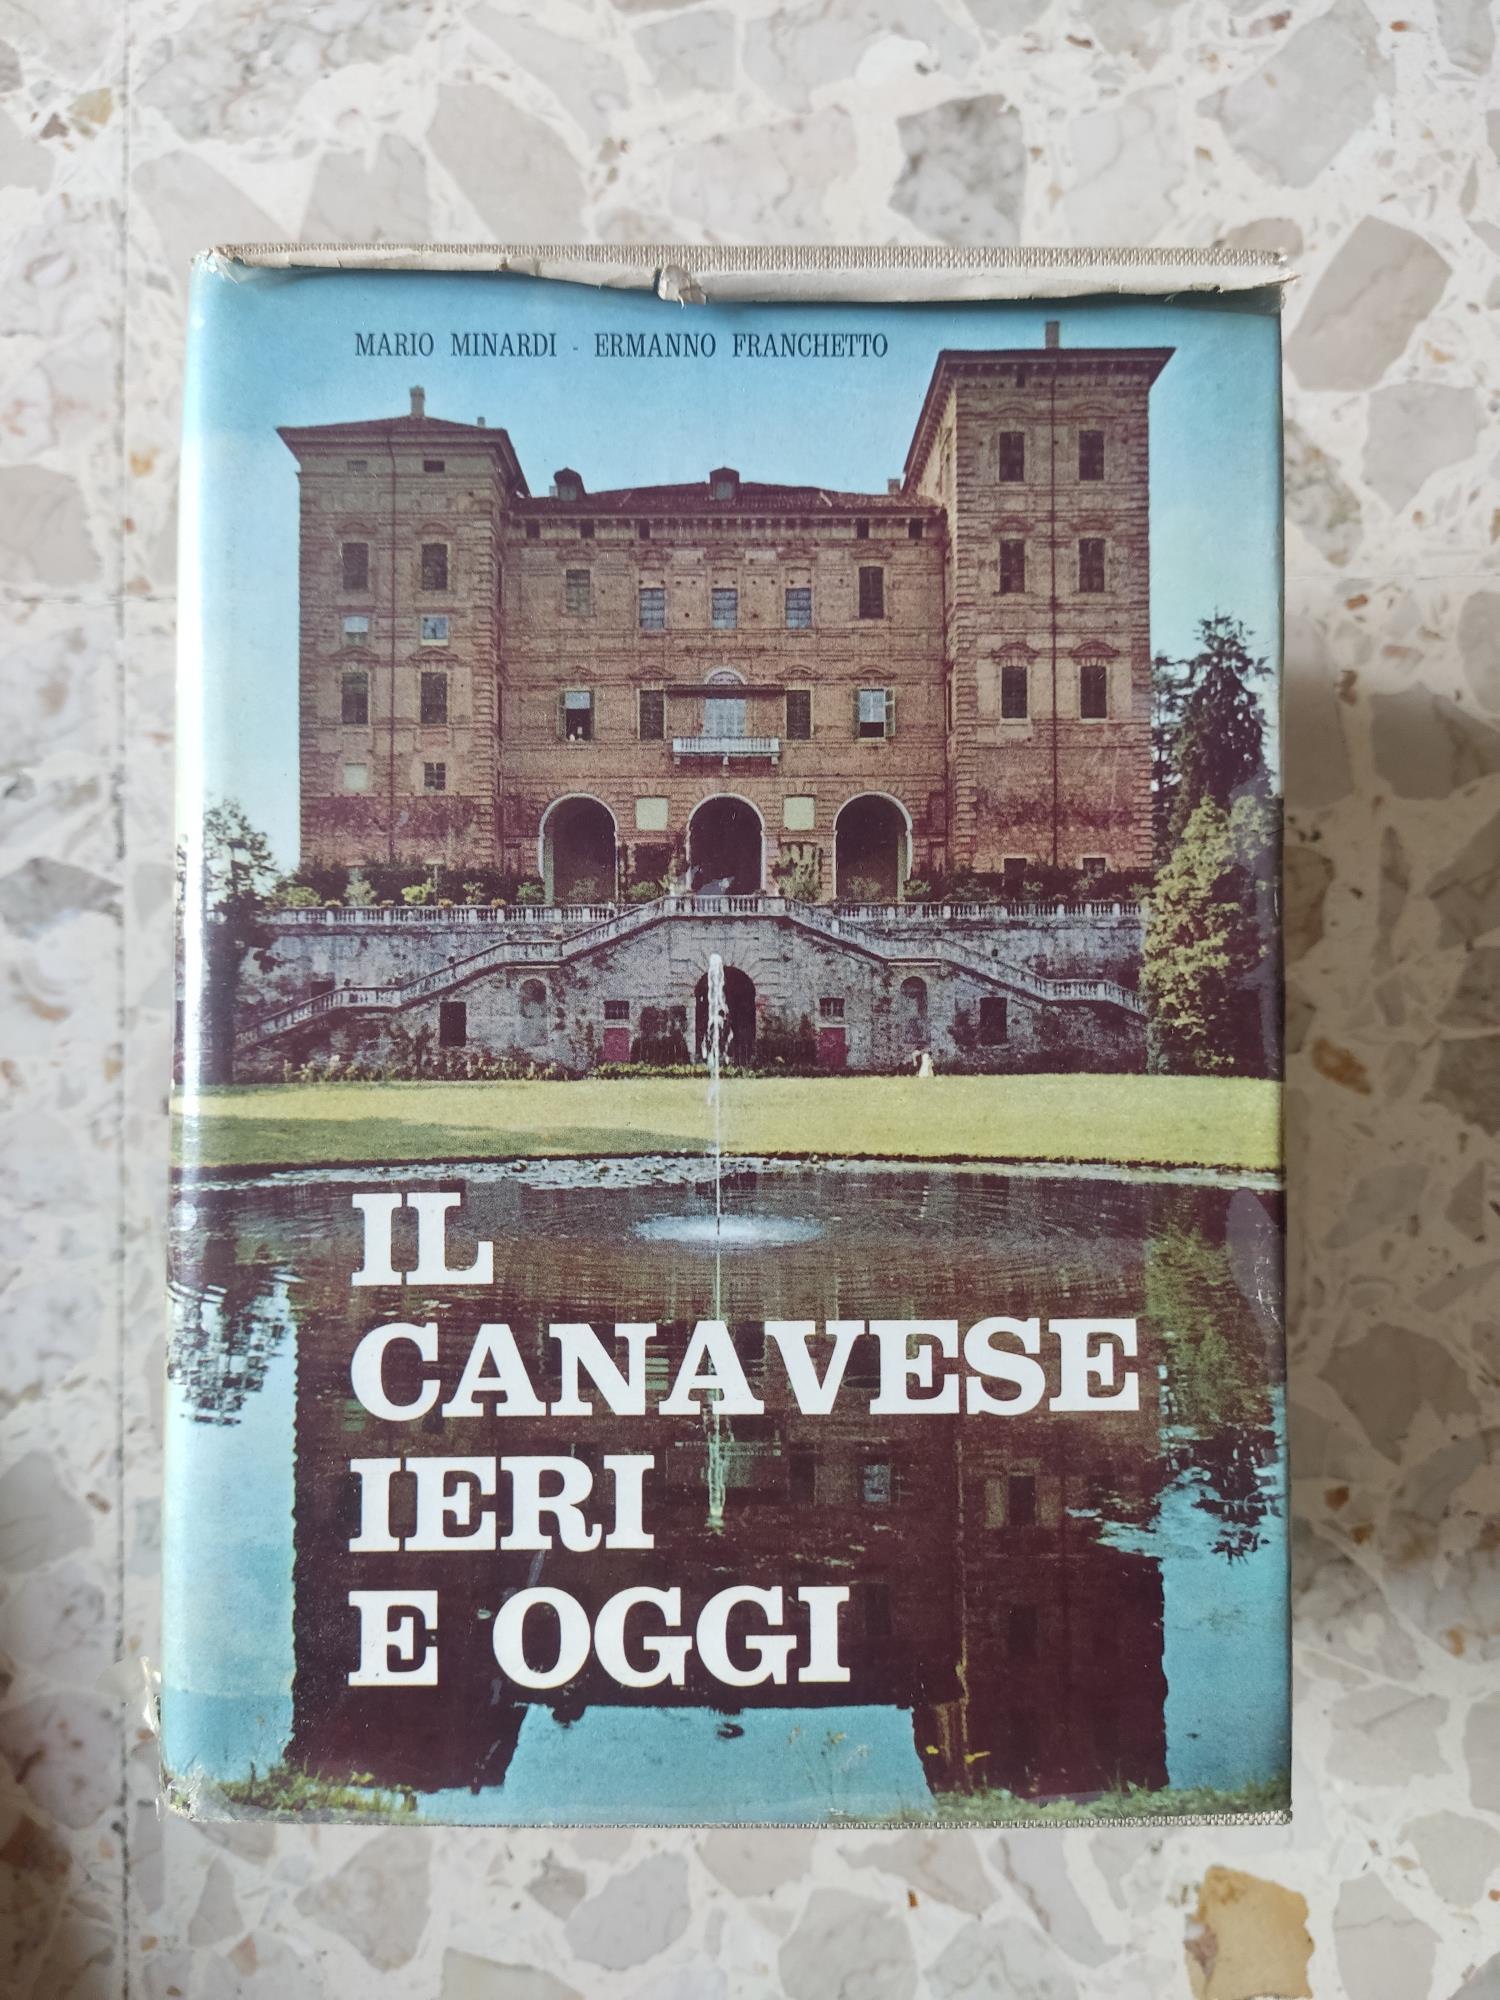 MARIO MINARDI - ERMANNO FRANCHETTO
IL
CANAVESE
IERI
E OGGI